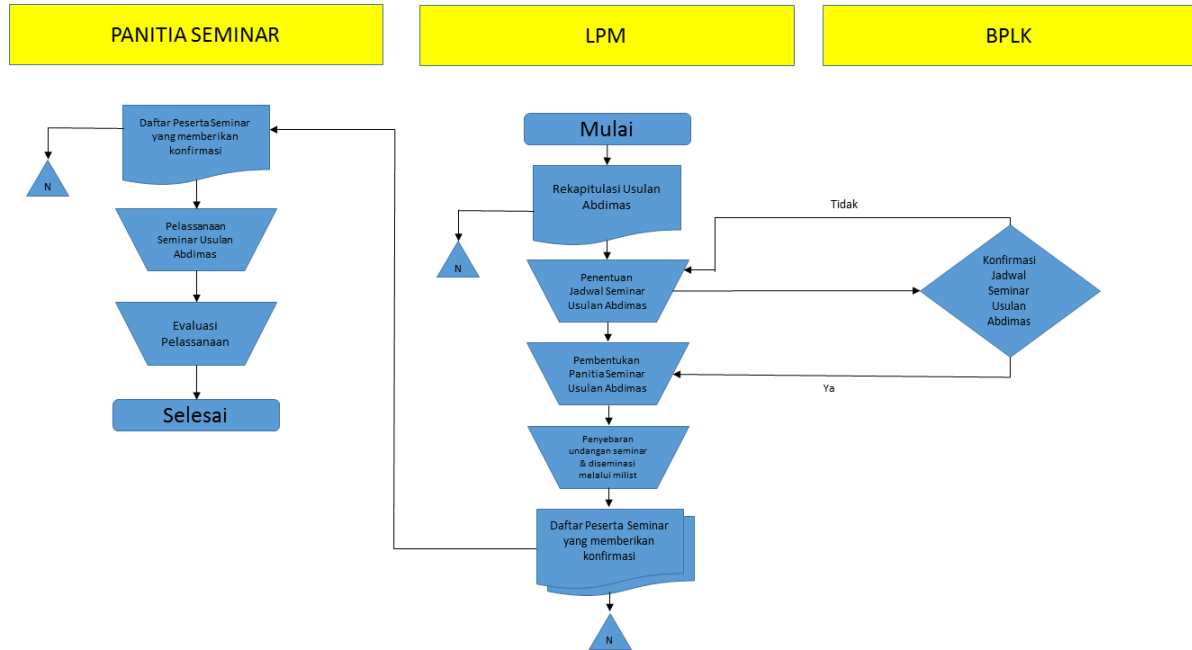 PANITIA SEMINAR
LPM
BPLK
Daftar Peserta Seminar
yang memberikan
konfirmasi
N
Pelassanaan
Seminar Usulan
Abdimas
Evaluasi
Pelassanaan
Selesai
Mulai
Rekapitulasi Usulan
Abdimas
N
Penentuan
Jadwal Seminar
Usulan Abdimas
Pembentukan
Panitia Seminar
Usulan Abdimas
Penyebaran
undangan seminar
& diseminasi
melalui milist
Daftar Peserta Seminar
yang memberikan
konfirmasi
N
Tidak
Konfirmasi
Jadwal
Seminar
Usulan
Abdimas
Ya